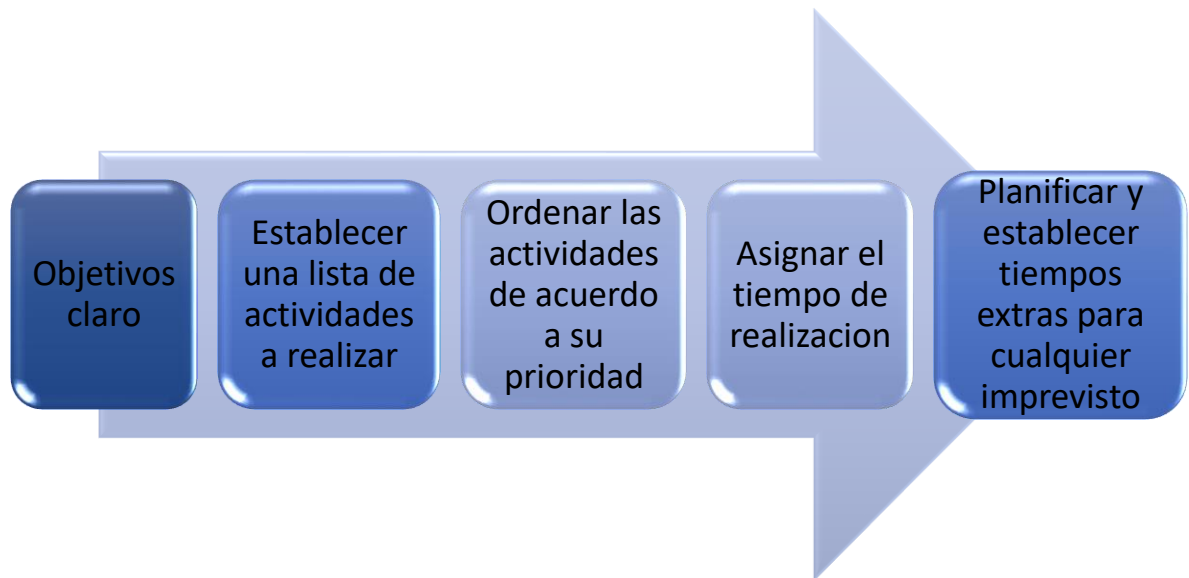 Objetivos
claro
Establecer
una lista de
actividades
a realizar
Ordenar las
actividades
de acuerdo
a su
prioridad
Asignar el
tiempo de
realizacion
Planificar y
establecer
tiempos
extras para
cualquier
imprevisto